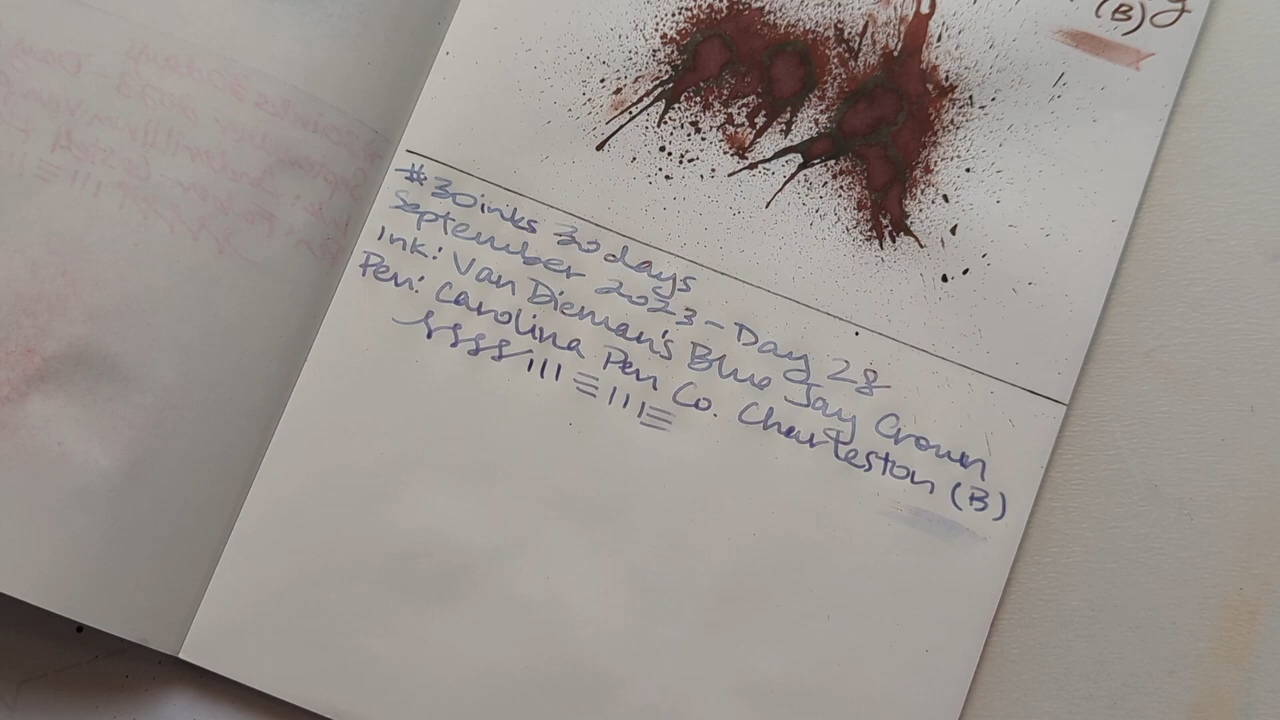 (B)
#30inks 30days
September 2023 - Day 28
Ink: Van Dieman's Blue Jay Crown
Pen: Carolina Pen Co. Charleston (B)